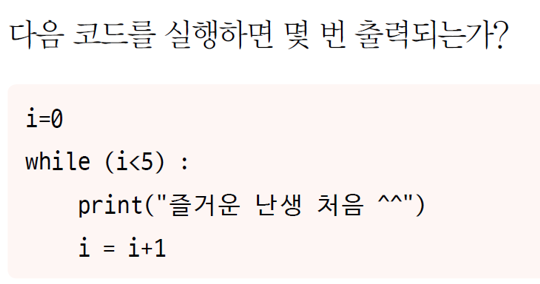 다음 코드를 실행하면 몇 번 출력되는가?
i=0
while (i<5) :
    print("즐거운 난생 처음 ^^")
    i = i+1